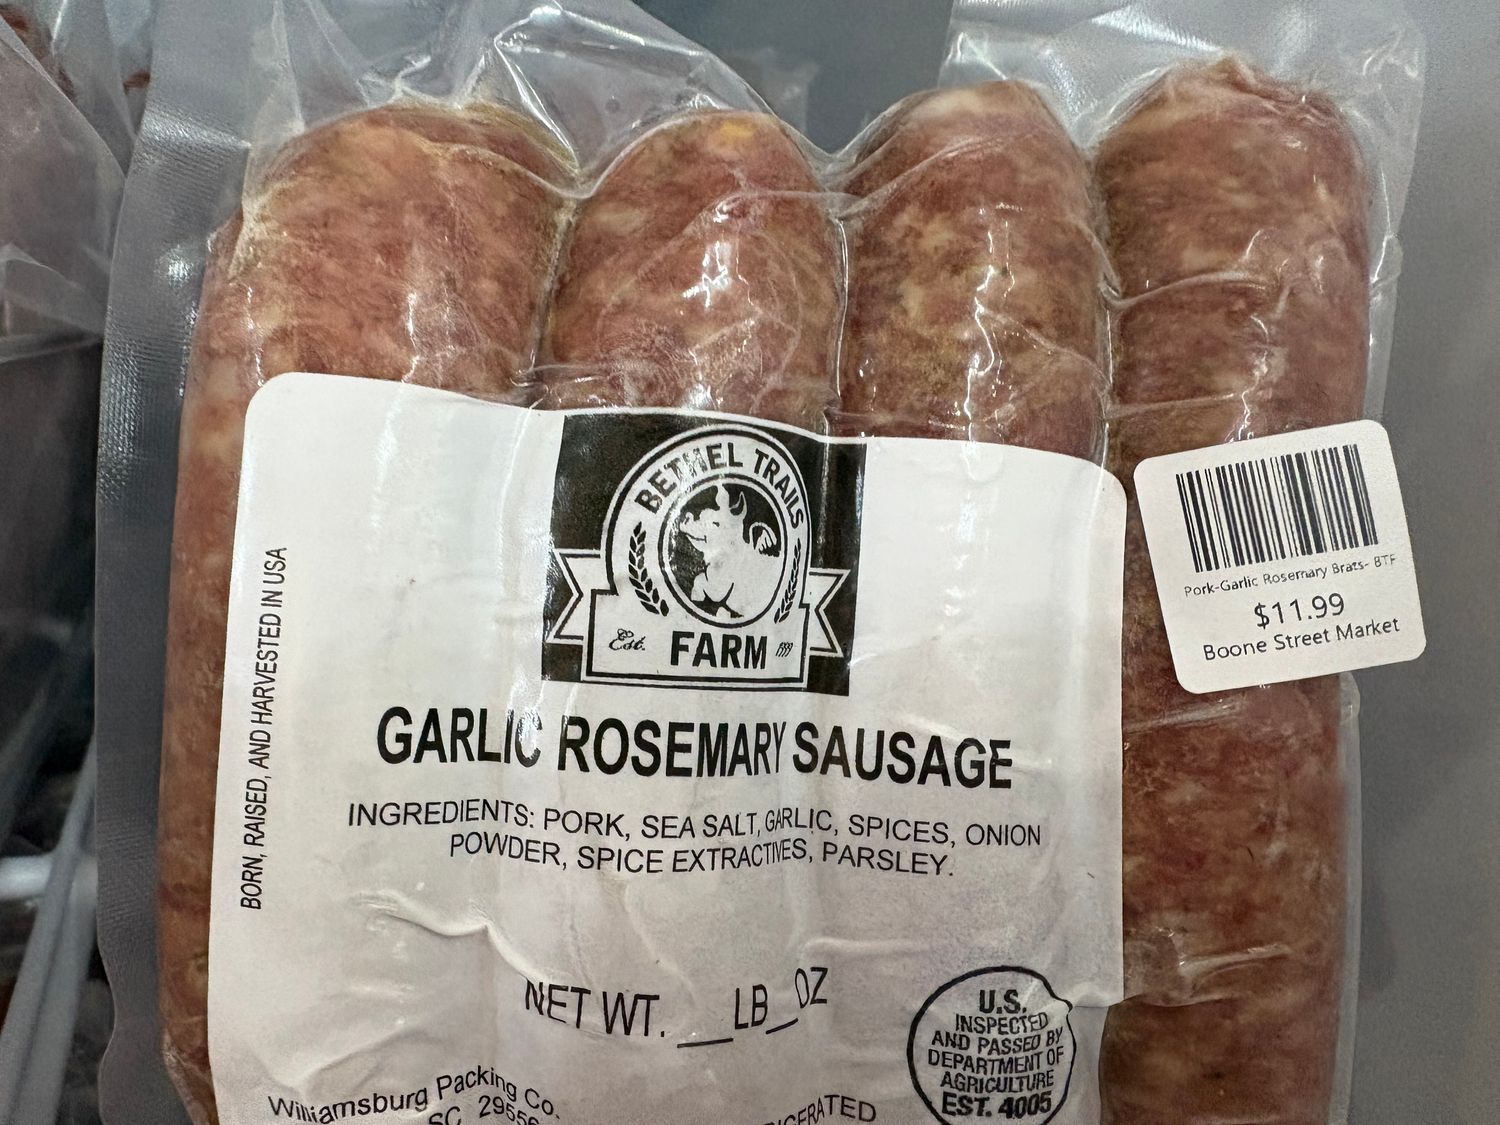 BETHEL TRAILS
Est. FARM 1999
GARLIC ROSEMARY SAUSAGE
INGREDIENTS: PORK, SEA SALT, GARLIC, SPICES, ONION
POWDER, SPICE EXTRACTIVES, PARSLEY.
NET WT. __LB__OZ
BORN, RAISED, AND HARVESTED IN USA
Williamsburg Packing Co.
SC 29556
U.S.
INSPECTED
AND PASSED BY
DEPARTMENT OF
AGRICULTURE
EST. 4005
Pork-Garlic Rosemary Brats- BTF
$11.99
Boone Street Market